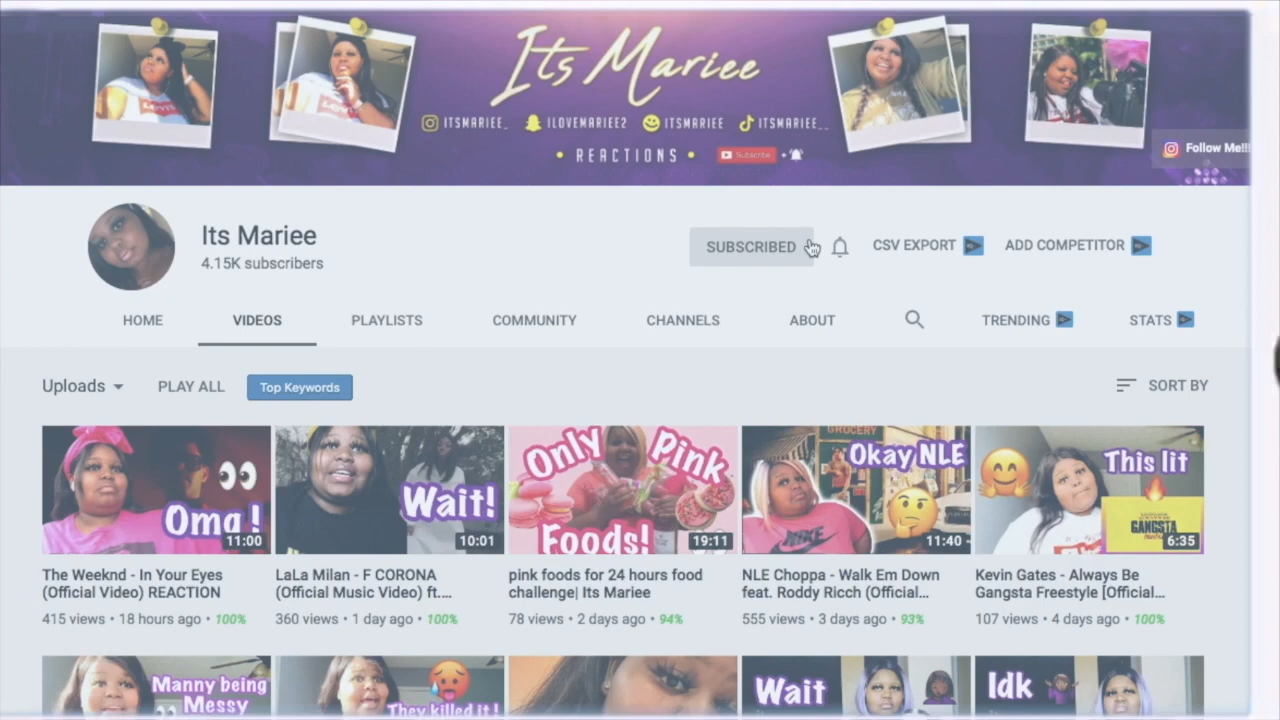 Its Mariee
ITSMARIEE_ ILOVEMARIEE2 ITSMARIEE ITSMARIEE__
• REACTIONS • Subscribe +
Follow Me!!!
Its Mariee
4.15K subscribers
SUBSCRIBED CSV EXPORT ADD COMPETITOR
HOME VIDEOS PLAYLISTS COMMUNITY CHANNELS ABOUT TRENDING STATS
Uploads PLAY ALL Top Keywords SORT BY
Oma!
11:00
Wait!
10:01
Only Pink
Foods!
19:11
GROCERY
Okay NLE
NIKE
11:40
This lit
GANGSTA
6:35
The Weeknd - In Your Eyes
(Official Video) REACTION
415 views • 18 hours ago • 100%
LaLa Milan - F CORONA
(Official Music Video) ft....
360 views • 1 day ago • 100%
pink foods for 24 hours food
challenge| Its Mariee
78 views • 2 days ago • 94%
NLE Choppa - Walk Em Down
feat. Roddy Ricch (Official...
555 views • 3 days ago • 93%
Kevin Gates - Always Be
Gangsta Freestyle [Official...
107 views • 4 days ago • 100%
Manny being
Messy
They killed it!
Wait
Idk